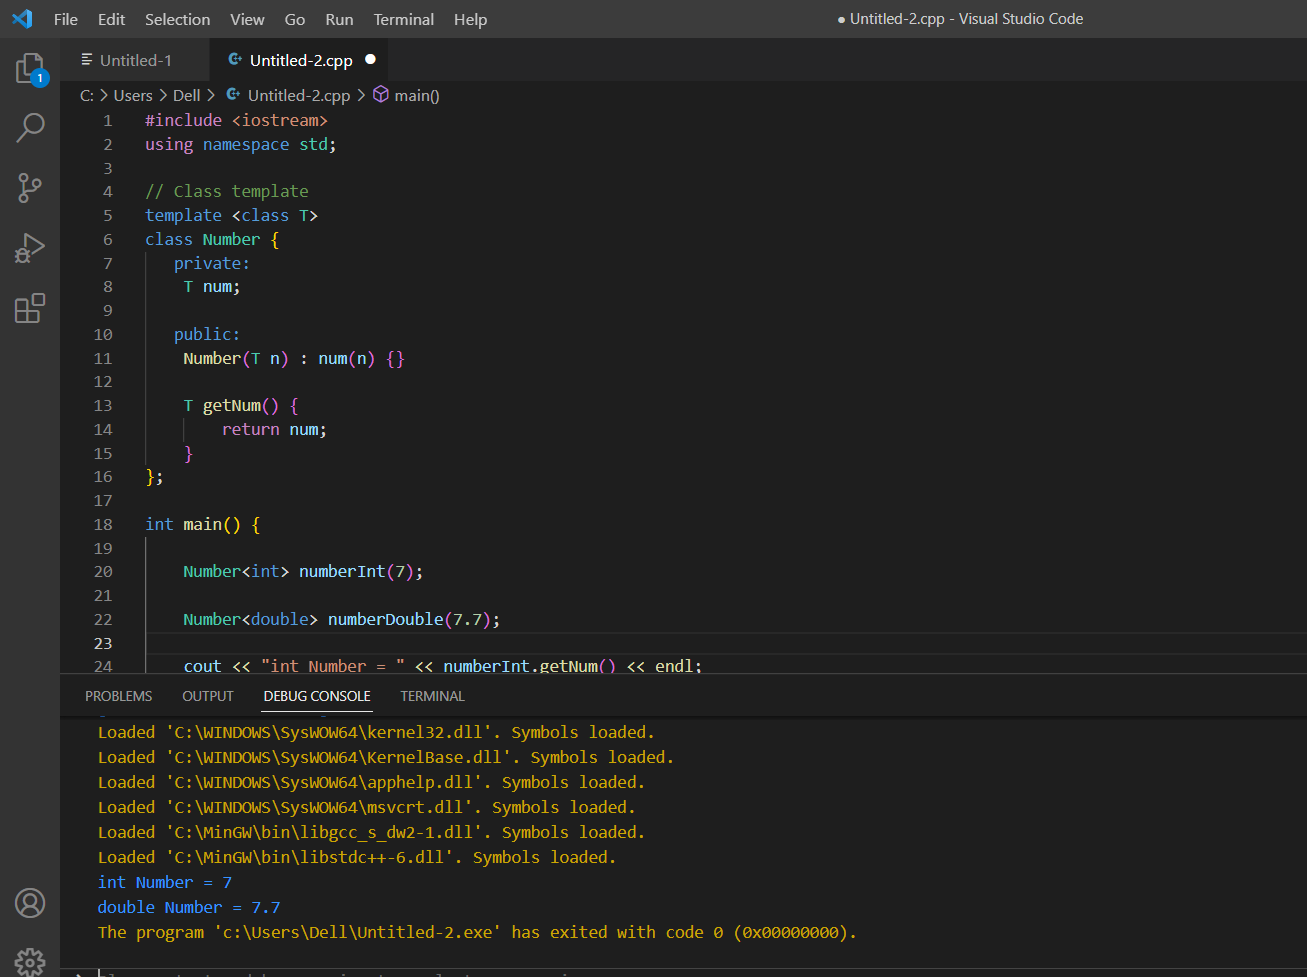 File Edit Selection View Go Run Terminal Help ● Untitled-2.cpp - Visual Studio Code
1
Untitled-1 Untitled-2.cpp ●
C: > Users > Dell > Untitled-2.cpp > main()
1 #include <iostream>
2 using namespace std;
3
4 // Class template
5 template <class T>
6 class Number {
7 private:
8 T num;
9
10 public:
11 Number(T n) : num(n) {}
12
13 T getNum() {
14 return num;
15 }
16 };
17
18 int main() {
19
20 Number<int> numberInt(7);
21
22 Number<double> numberDouble(7.7);
23
24 cout << "int Number = " << numberInt.getNum() << endl;
PROBLEMS OUTPUT DEBUG CONSOLE TERMINAL
Loaded 'C:\WINDOWS\SysWOW64\kernel32.dll'. Symbols loaded.
Loaded 'C:\WINDOWS\SysWOW64\KernelBase.dll'. Symbols loaded.
Loaded 'C:\WINDOWS\SysWOW64\apphelp.dll'. Symbols loaded.
Loaded 'C:\WINDOWS\SysWOW64\msvcrt.dll'. Symbols loaded.
Loaded 'C:\MinGW\bin\libgcc_s_dw2-1.dll'. Symbols loaded.
Loaded 'C:\MinGW\bin\libstdc++-6.dll'. Symbols loaded.
int Number = 7
double Number = 7.7
The program 'c:\Users\Dell\Untitled-2.exe' has exited with code 0 (0x00000000).